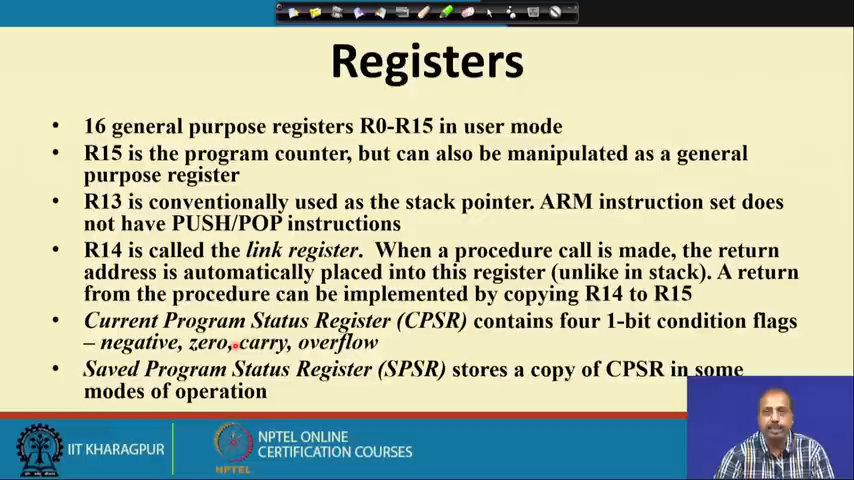 Registers
• 16 general purpose registers R0-R15 in user mode
• R15 is the program counter, but can also be manipulated as a general
purpose register
• R13 is conventionally used as the stack pointer. ARM instruction set does
not have PUSH/POP instructions
• R14 is called the link register. When a procedure call is made, the return
address is automatically placed into this register (unlike in stack). A return
from the procedure can be implemented by copying R14 to R15
• Current Program Status Register (CPSR) contains four 1-bit condition flags
– negative, zero, carry, overflow
• Saved Program Status Register (SPSR) stores a copy of CPSR in some
modes of operation
IIT KHARAGPUR
NPTEL
NPTEL ONLINE
CERTIFICATION COURSES